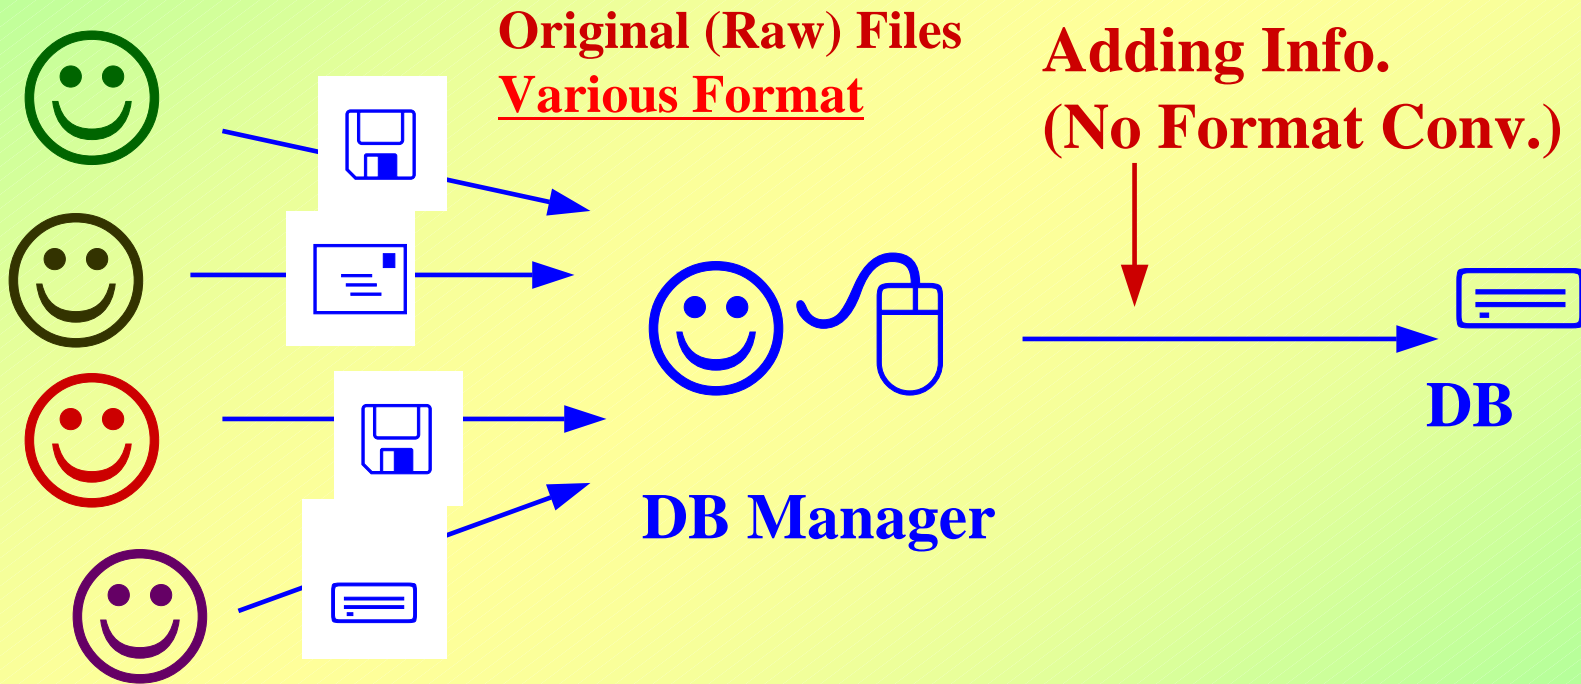 Original (Raw) Files
Various Format
Adding Info.
(No Format Conv.)
DB
DB Manager